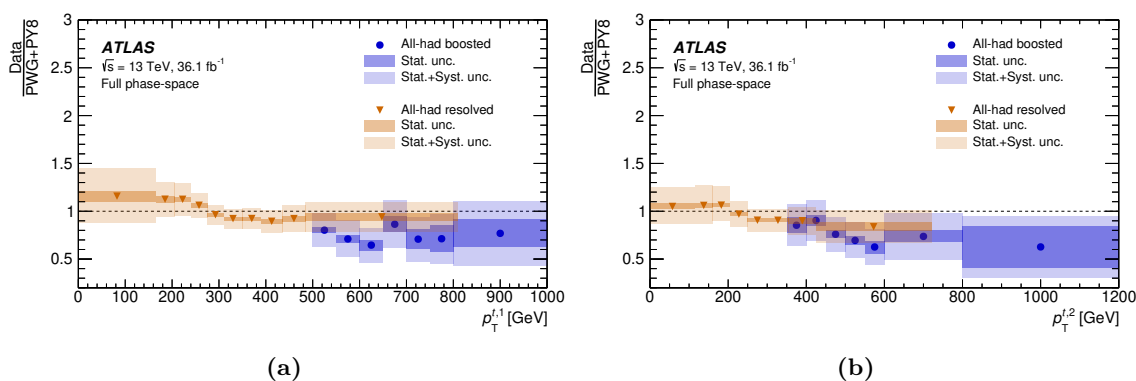 Data
PWG+PY8
3
2.5
2
1.5
1
0.5
ATLAS
√s = 13 TeV, 36.1 fb⁻¹
Full phase-space
All-had boosted
Stat. unc.
Stat.+Syst. unc.
All-had resolved
Stat. unc.
Stat.+Syst. unc.
0 100 200 300 400 500 600 700 800 900 1000
p_T^{t,1} [GeV]
(a)
Data
PWG+PY8
3
2.5
2
1.5
1
0.5
ATLAS
√s = 13 TeV, 36.1 fb⁻¹
Full phase-space
All-had boosted
Stat. unc.
Stat.+Syst. unc.
All-had resolved
Stat. unc.
Stat.+Syst. unc.
0 200 400 600 800 1000 1200
p_T^{t,2} [GeV]
(b)